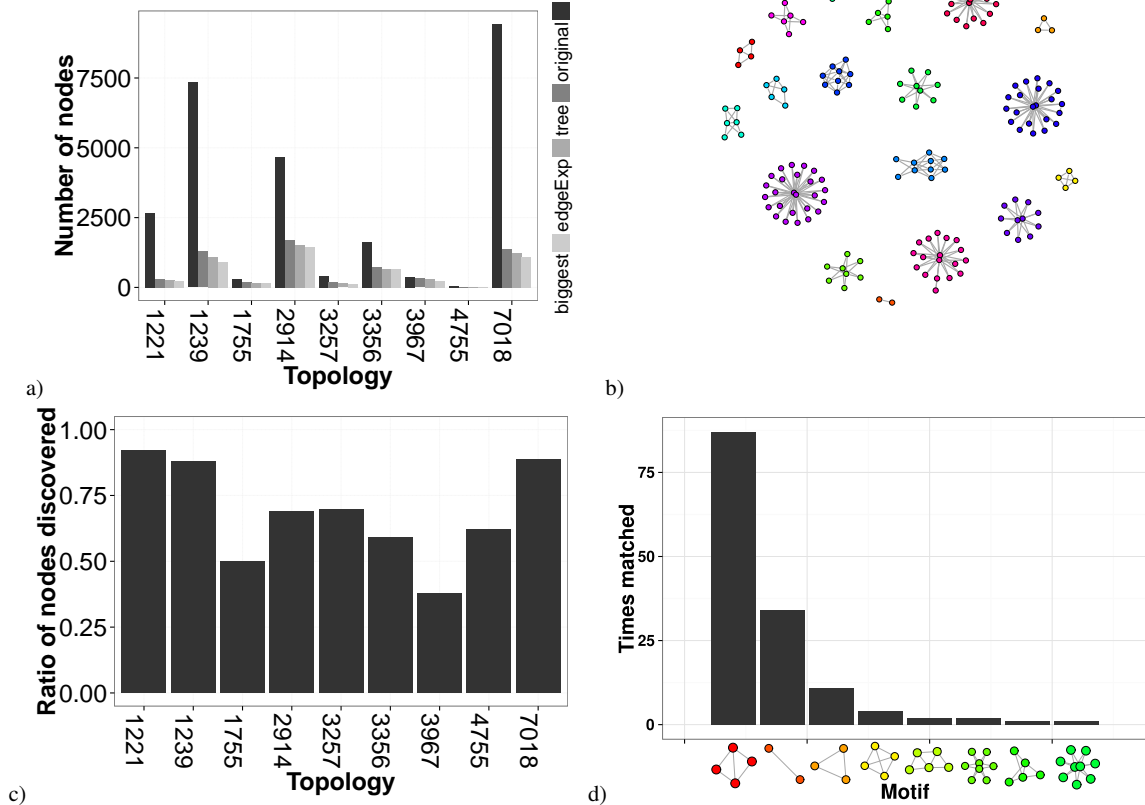 Number of nodes
7500
5000
2500
0
1221
1239
1755
2914
3257
3356
3967
4755
7018
Topology
biggest edgeExp tree original
a)
b)
Ratio of nodes discovered
1.00
0.75
0.50
0.25
0.00
1221
1239
1755
2914
3257
3356
3967
4755
7018
Topology
c)
Times matched
75
50
25
0
Motif
d)